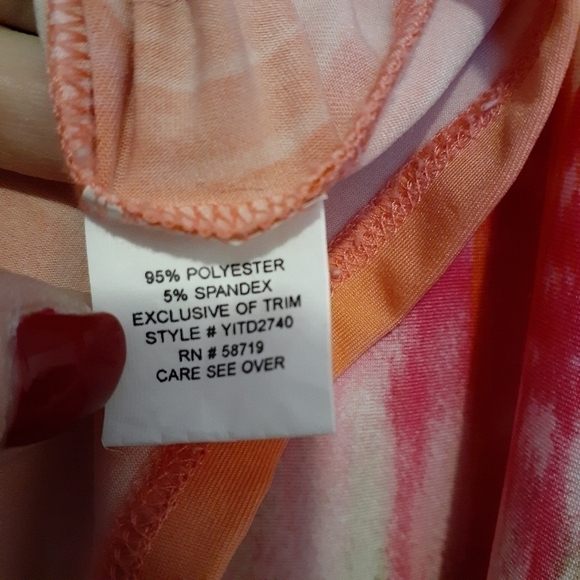 95% POLYESTER
5% SPANDEX
EXCLUSIVE OF TRIM
STYLE # YITD2740
RN # 58719
CARE SEE OVER